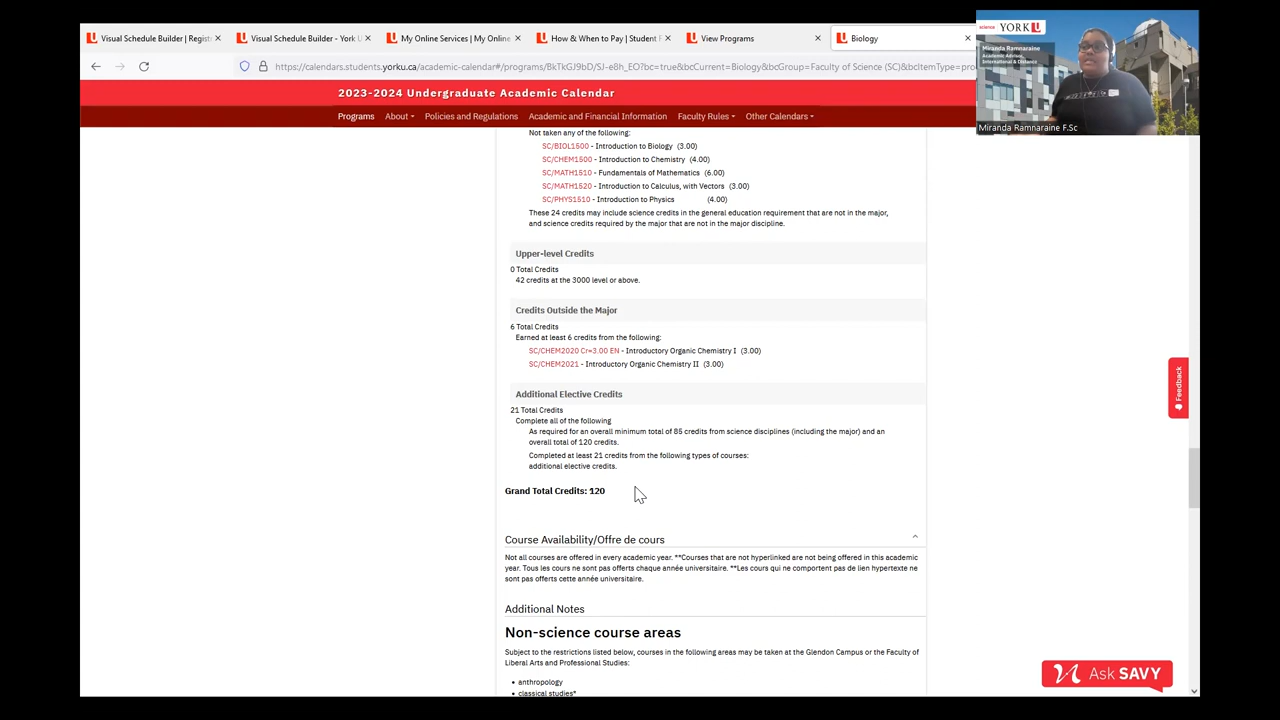 Visual Schedule Builder | Regist
Visual Schedule Builder - York U
My Online Services | My Online
How & When to Pay | Student F
View Programs
Biology
calendars.students.yorku.ca/academic-calendar#/programs/BkTkGJ9bD/SJ-e8h_EO?bc=true&bcCurrent=Biology&bcGroup=Faculty of Science (SC)&bcItemType=pro
science YORK U
Miranda Ramnaraine
Academic Advisor,
International & Distance
Miranda Ramnaraine F.Sc
2023-2024 Undergraduate Academic Calendar
Programs About Policies and Regulations Academic and Financial Information Faculty Rules Other Calendars
Not taken any of the following:
SC/BIOL1500 - Introduction to Biology (3.00)
SC/CHEM1500 - Introduction to Chemistry (4.00)
SC/MATH1510 - Fundamentals of Mathematics (6.00)
SC/MATH1520 - Introduction to Calculus, with Vectors (3.00)
SC/PHYS1510 - Introduction to Physics (4.00)
These 24 credits may include science credits in the general education requirement that are not in the major,
and science credits required by the major that are not in the major discipline.
Upper-level Credits
0 Total Credits
42 credits at the 3000 level or above.
Credits Outside the Major
6 Total Credits
Earned at least 6 credits from the following:
SC/CHEM2020 Cr=3.00 EN - Introductory Organic Chemistry I (3.00)
SC/CHEM2021 - Introductory Organic Chemistry II (3.00)
Additional Elective Credits
21 Total Credits
Complete all of the following
As required for an overall minimum total of 85 credits from science disciplines (including the major) and an
overall total of 120 credits.
Completed at least 21 credits from the following types of courses:
additional elective credits.
Grand Total Credits: 120
Course Availability/Offre de cours
Not all courses are offered in every academic year. **Courses that are not hyperlinked are not being offered in this academic
year. Tous les cours ne sont pas offerts chaque année universitaire. **Les cours qui ne comportent pas de lien hypertexte ne
sont pas offerts cette année universitaire.
Additional Notes
Non-science course areas
Subject to the restrictions listed below, courses in the following areas may be taken at the Glendon Campus or the Faculty of
Liberal Arts and Professional Studies:
• anthropology
• classical studies*
Feedback
Ask SAVY